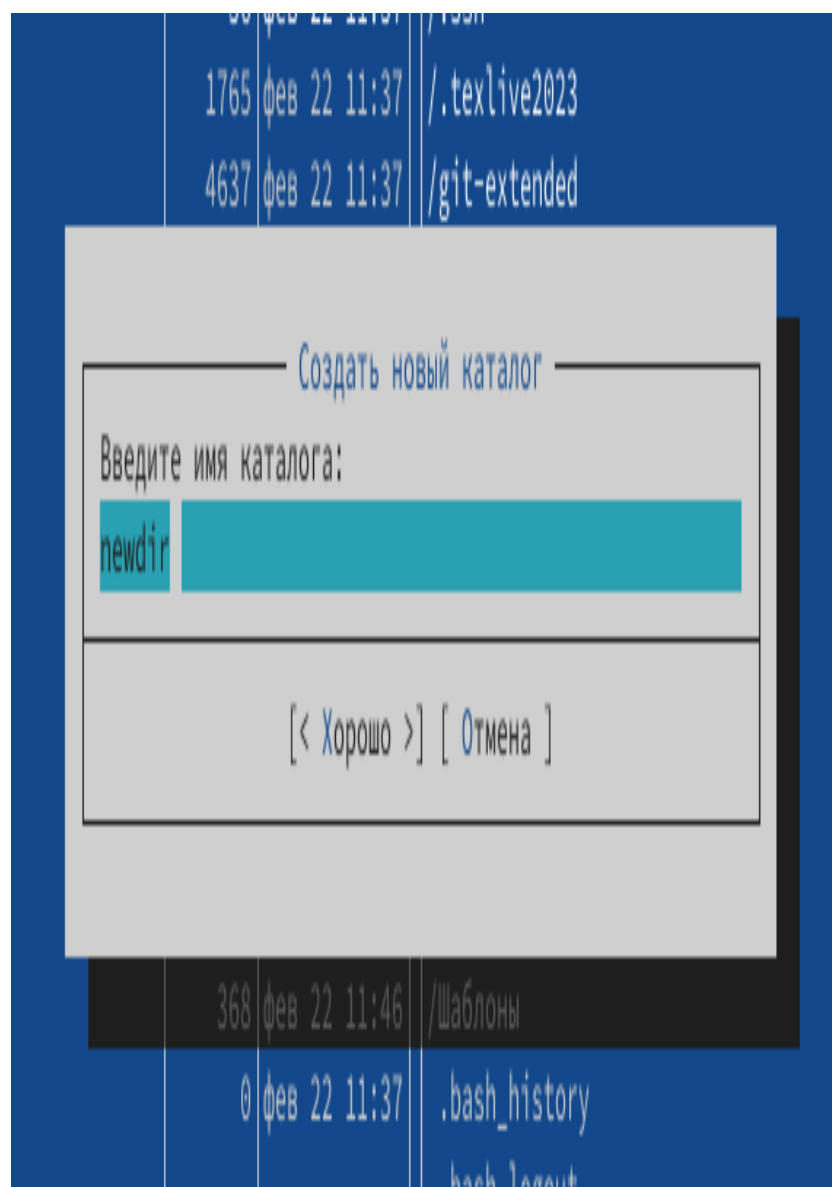 1765 фев 22 11:37 /.texlive2023
4637 фев 22 11:37 /git-extended
Создать новый каталог
Введите имя каталога:
newdir
[< Хорошо >] [ Отмена ]
368 фев 22 11:46 /Шаблоны
0 фев 22 11:37 .bash_history